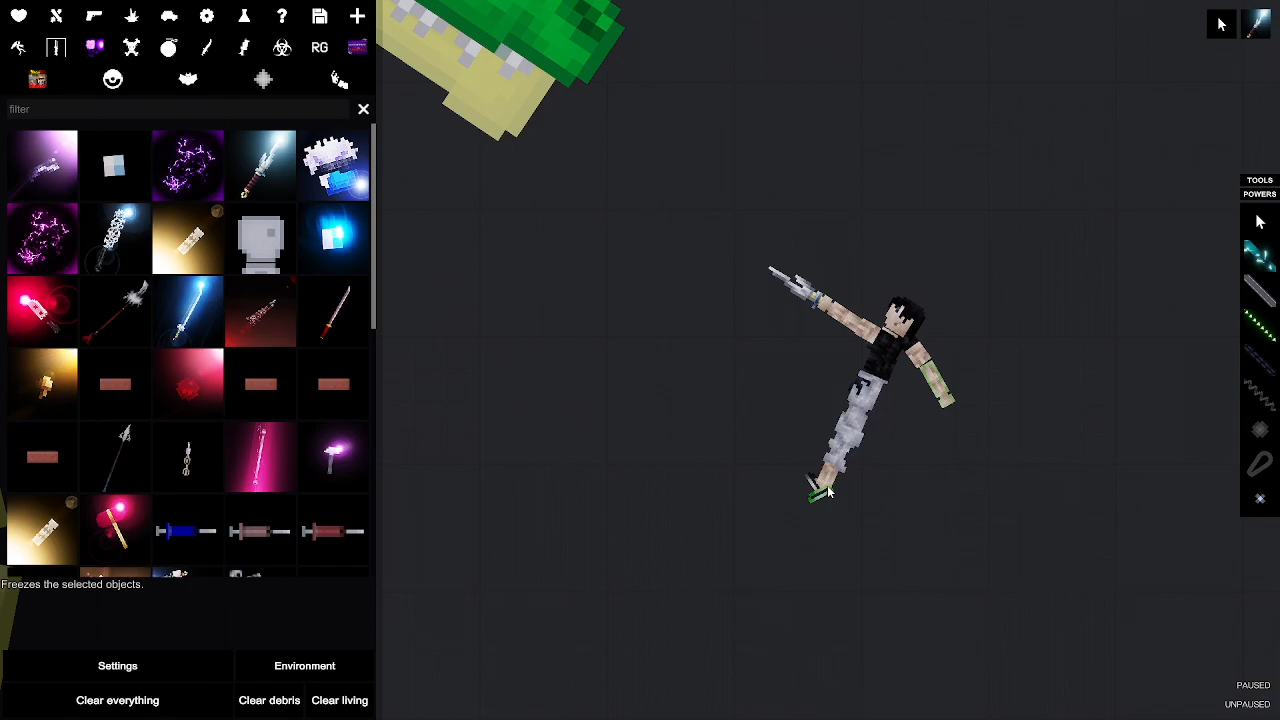 RG
filter
TOOLS
POWERS
Freezes the selected objects.
Settings
Environment
Clear everything
Clear debris
Clear living
PAUSED
UNPAUSED